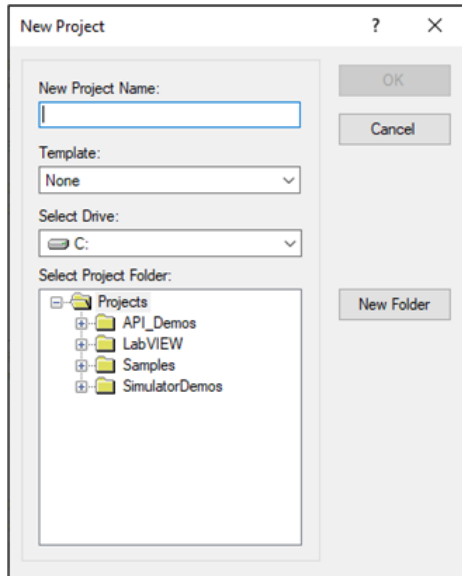 New Project
?
New Project Name:
OK
Cancel
Template:
None
Select Drive:
C:
Select Project Folder:
Projects
New Folder
API_Demos
LabVIEW
Samples
SimulatorDemos